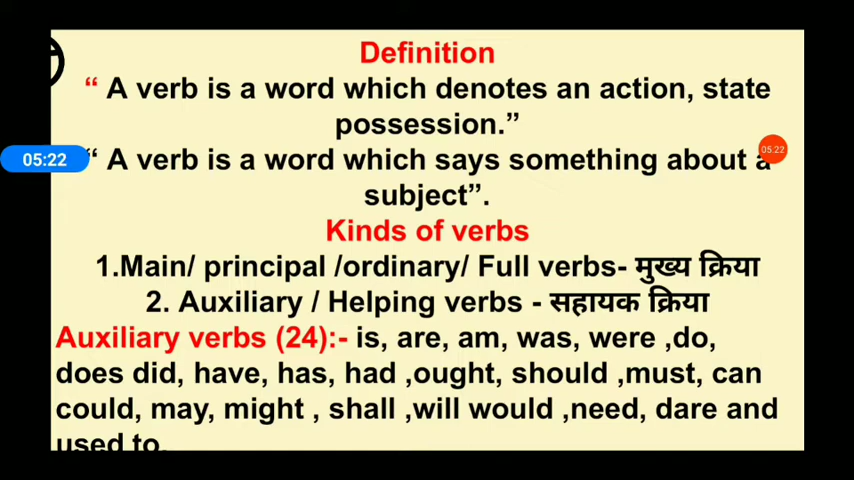 Definition
“ A verb is a word which denotes an action, state
possession.”
05:22
“ A verb is a word which says something about a
05:22
subject”.
Kinds of verbs
1.Main/ principal /ordinary/ Full verbs- मुख्य क्रिया
2. Auxiliary / Helping verbs - सहायक क्रिया
Auxiliary verbs (24):- is, are, am, was, were ,do,
does did, have, has, had ,ought, should ,must, can
could, may, might , shall ,will would ,need, dare and
used to.